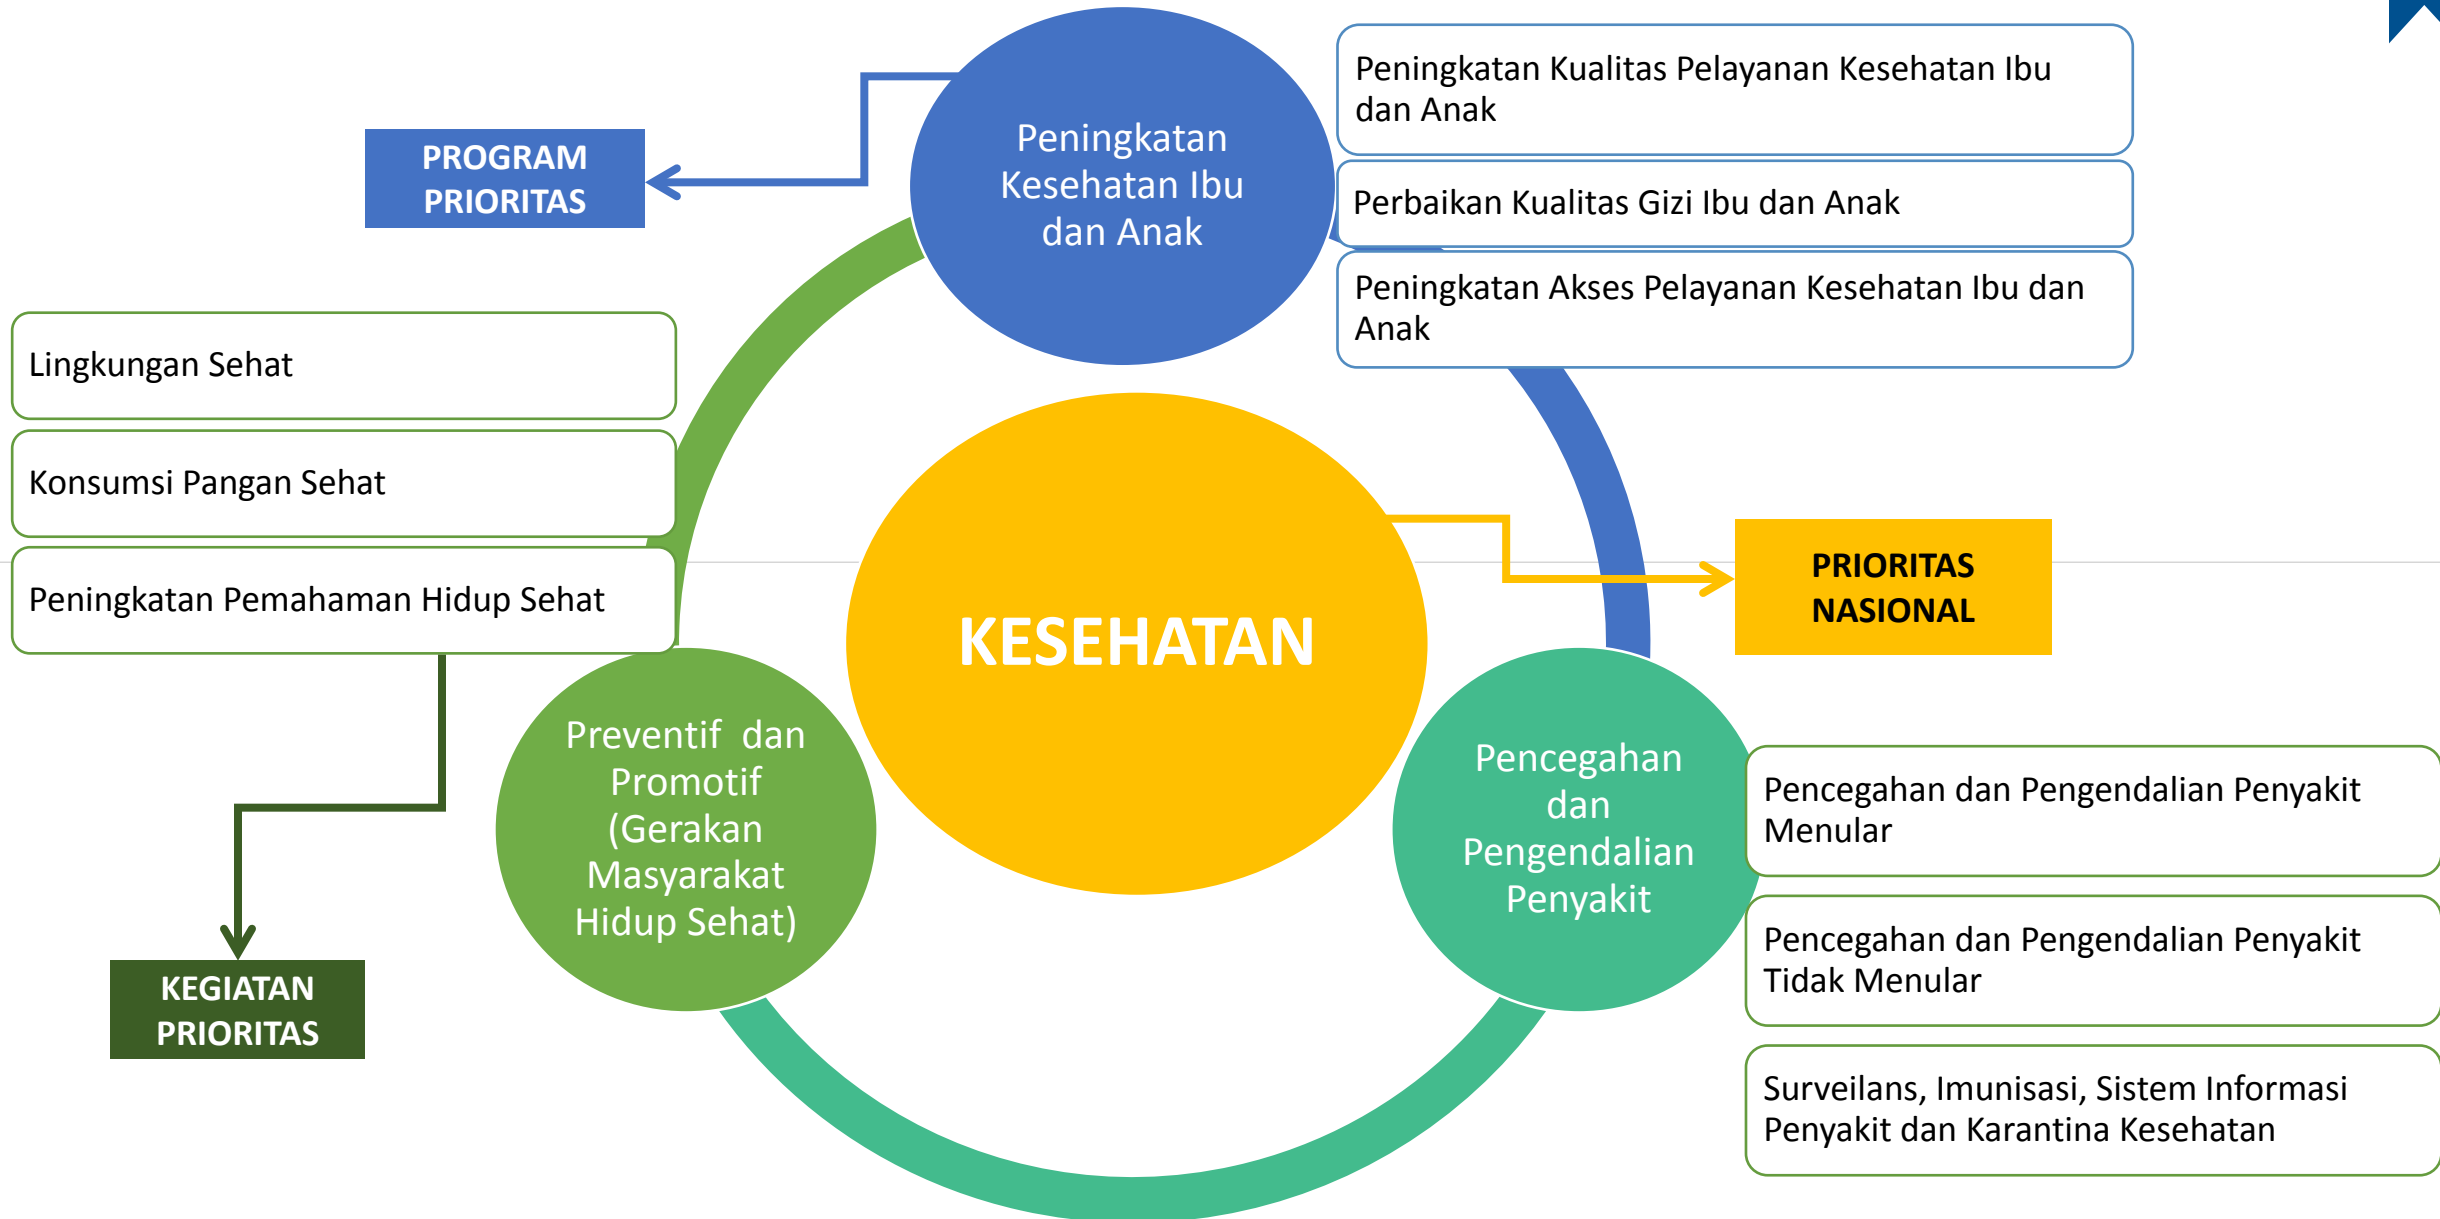 Peningkatan
Kesehatan Ibu
dan Anak
Peningkatan Kualitas Pelayanan Kesehatan Ibu
dan Anak
Perbaikan Kualitas Gizi Ibu dan Anak
Peningkatan Akses Pelayanan Kesehatan Ibu dan
Anak
PROGRAM
PRIORITAS
Lingkungan Sehat
Konsumsi Pangan Sehat
Peningkatan Pemahaman Hidup Sehat
KESEHATAN
PRIORITAS
NASIONAL
Preventif dan
Promotif
(Gerakan
Masyarakat
Hidup Sehat)
Pencegahan
dan
Pengendalian
Penyakit
Pencegahan dan Pengendalian Penyakit
Menular
Pencegahan dan Pengendalian Penyakit
Tidak Menular
Surveilans, Imunisasi, Sistem Informasi
Penyakit dan Karantina Kesehatan
KEGIATAN
PRIORITAS